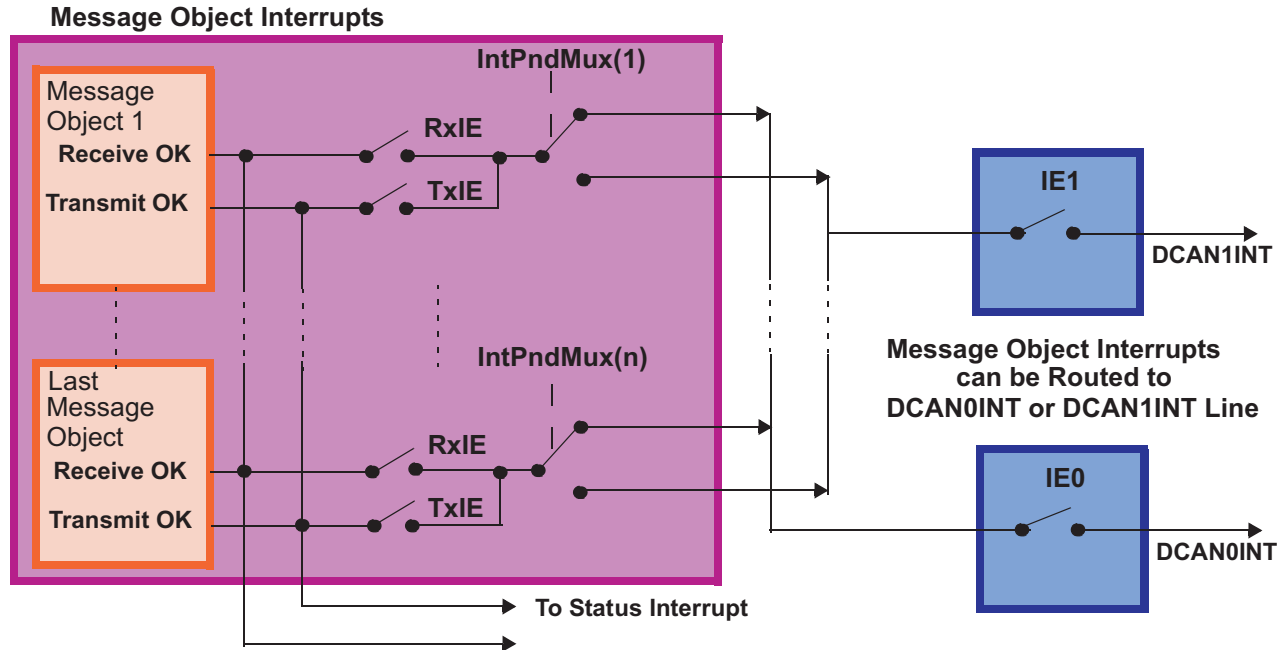 Message Object Interrupts
IntPndMux(1)
Message
Object 1
Receive OK
Transmit OK
RxIE
TxIE
IE1
DCAN1INT
IntPndMux(n)
Message Object Interrupts
can be Routed to
DCAN0INT or DCAN1INT Line
Last
Message
Object
Receive OK
Transmit OK
RxIE
TxIE
IE0
DCAN0INT
To Status Interrupt